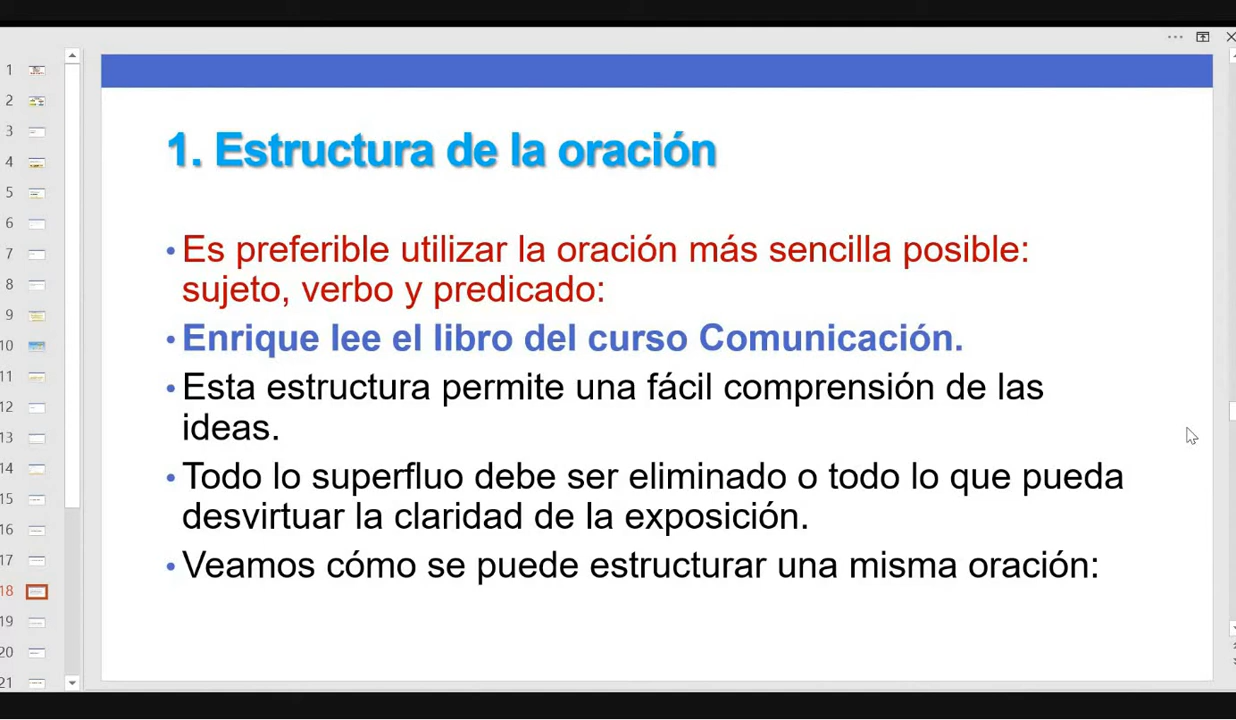 1. Estructura de la oración
• Es preferible utilizar la oración más sencilla posible:
sujeto, verbo y predicado:
• Enrique lee el libro del curso Comunicación.
• Esta estructura permite una fácil comprensión de las
ideas.
• Todo lo superfluo debe ser eliminado o todo lo que pueda
desvirtuar la claridad de la exposición.
• Veamos cómo se puede estructurar una misma oración:
1
2
3
4
5
6
7
8
9
10
11
12
13
14
15
16
17
18
19
20
21